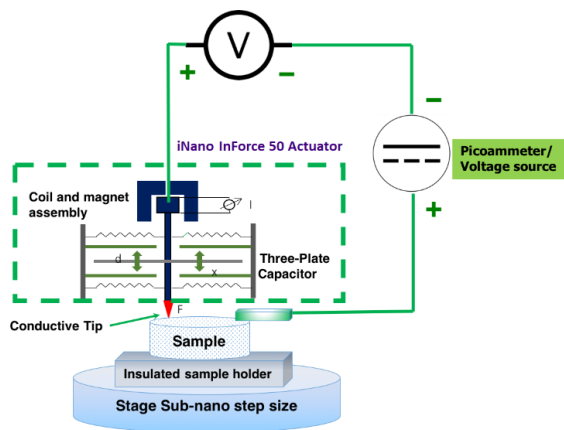 V
+ −
iNano InForce 50 Actuator
−
Picoammeter/
Voltage source
+
Coil and magnet
assembly
I
d
x
Three-Plate
Capacitor
F
Conductive Tip
Sample
Insulated sample holder
Stage Sub-nano step size